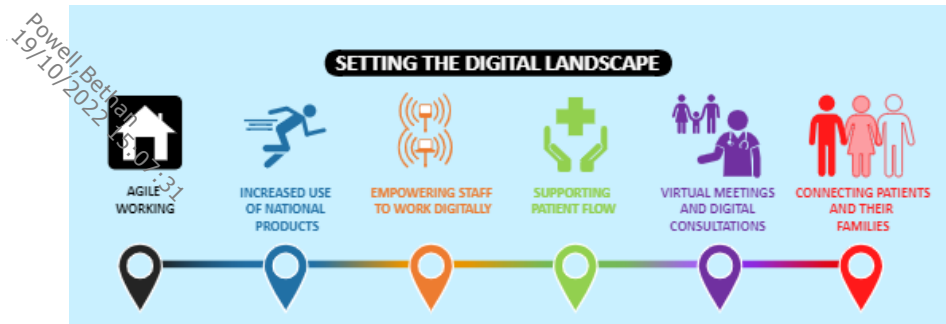 Powell, Bethan
19/10/2022 15:07:31
SETTING THE DIGITAL LANDSCAPE
AGILE
WORKING
INCREASED USE
OF NATIONAL
PRODUCTS
EMPOWERING STAFF
TO WORK DIGITALLY
SUPPORTING
PATIENT FLOW
VIRTUAL MEETINGS
AND DIGITAL
CONSULTATIONS
CONNECTING PATIENTS
AND THEIR
FAMILIES